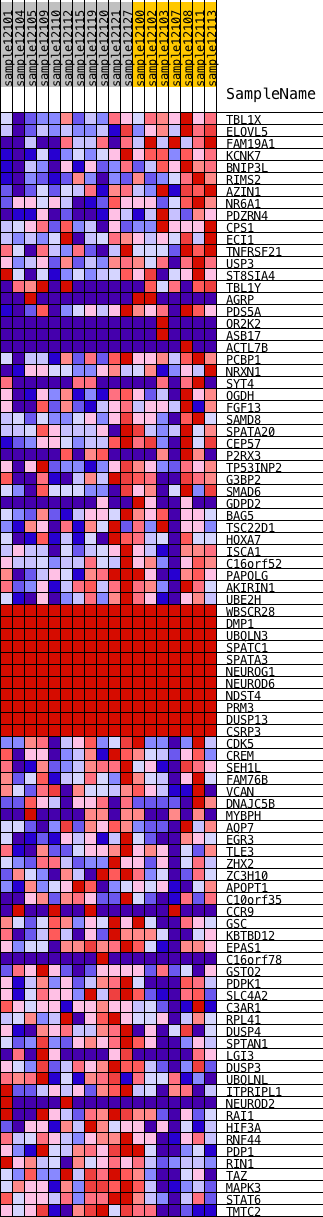 sample12101
sample12104
sample12105
sample12109
sample12110
sample12112
sample12115
sample12119
sample12120
sample12121
sample12122
sample12100
sample12102
sample12103
sample12107
sample12108
sample12111
sample12113
SampleName
TBL1X
ELOVL5
FAM19A1
KCNK7
BNIP3L
RIMS2
AZIN1
NR6A1
PDZRN4
CPS1
ECI1
TNFRSF21
USP3
ST8SIA4
TBL1Y
AGRP
PDS5A
OR2K2
ASB17
ACTL7B
PCBP1
NRXN1
SYT4
OGDH
FGF13
SAMD8
SPATA20
CEP57
P2RX3
TP53INP2
G3BP2
SMAD6
GDPD2
BAG5
TSC22D1
HOXA7
ISCA1
C16orf52
PAPOLG
AKIRIN1
UBE2H
WBSCR28
DMP1
UBQLN3
SPATC1
SPATA3
NEUROG1
NEUROD6
NDST4
PRM3
DUSP13
CSRP3
CDK5
CREM
SEH1L
FAM76B
VCAN
DNAJC5B
MYBPH
AQP7
EGR3
TLE3
ZHX2
ZC3H10
APOPT1
C10orf35
CCR9
GSC
KBTBD12
EPAS1
C16orf78
GSTO2
PDPK1
SLC4A2
C3AR1
RPL41
DUSP4
SPTAN1
LGI3
DUSP3
UBQLNL
ITPRIPL1
NEUROD2
RAI1
HIF3A
RNF44
PDP1
RIN1
TAZ
MAPK3
STAT6
TMTC2